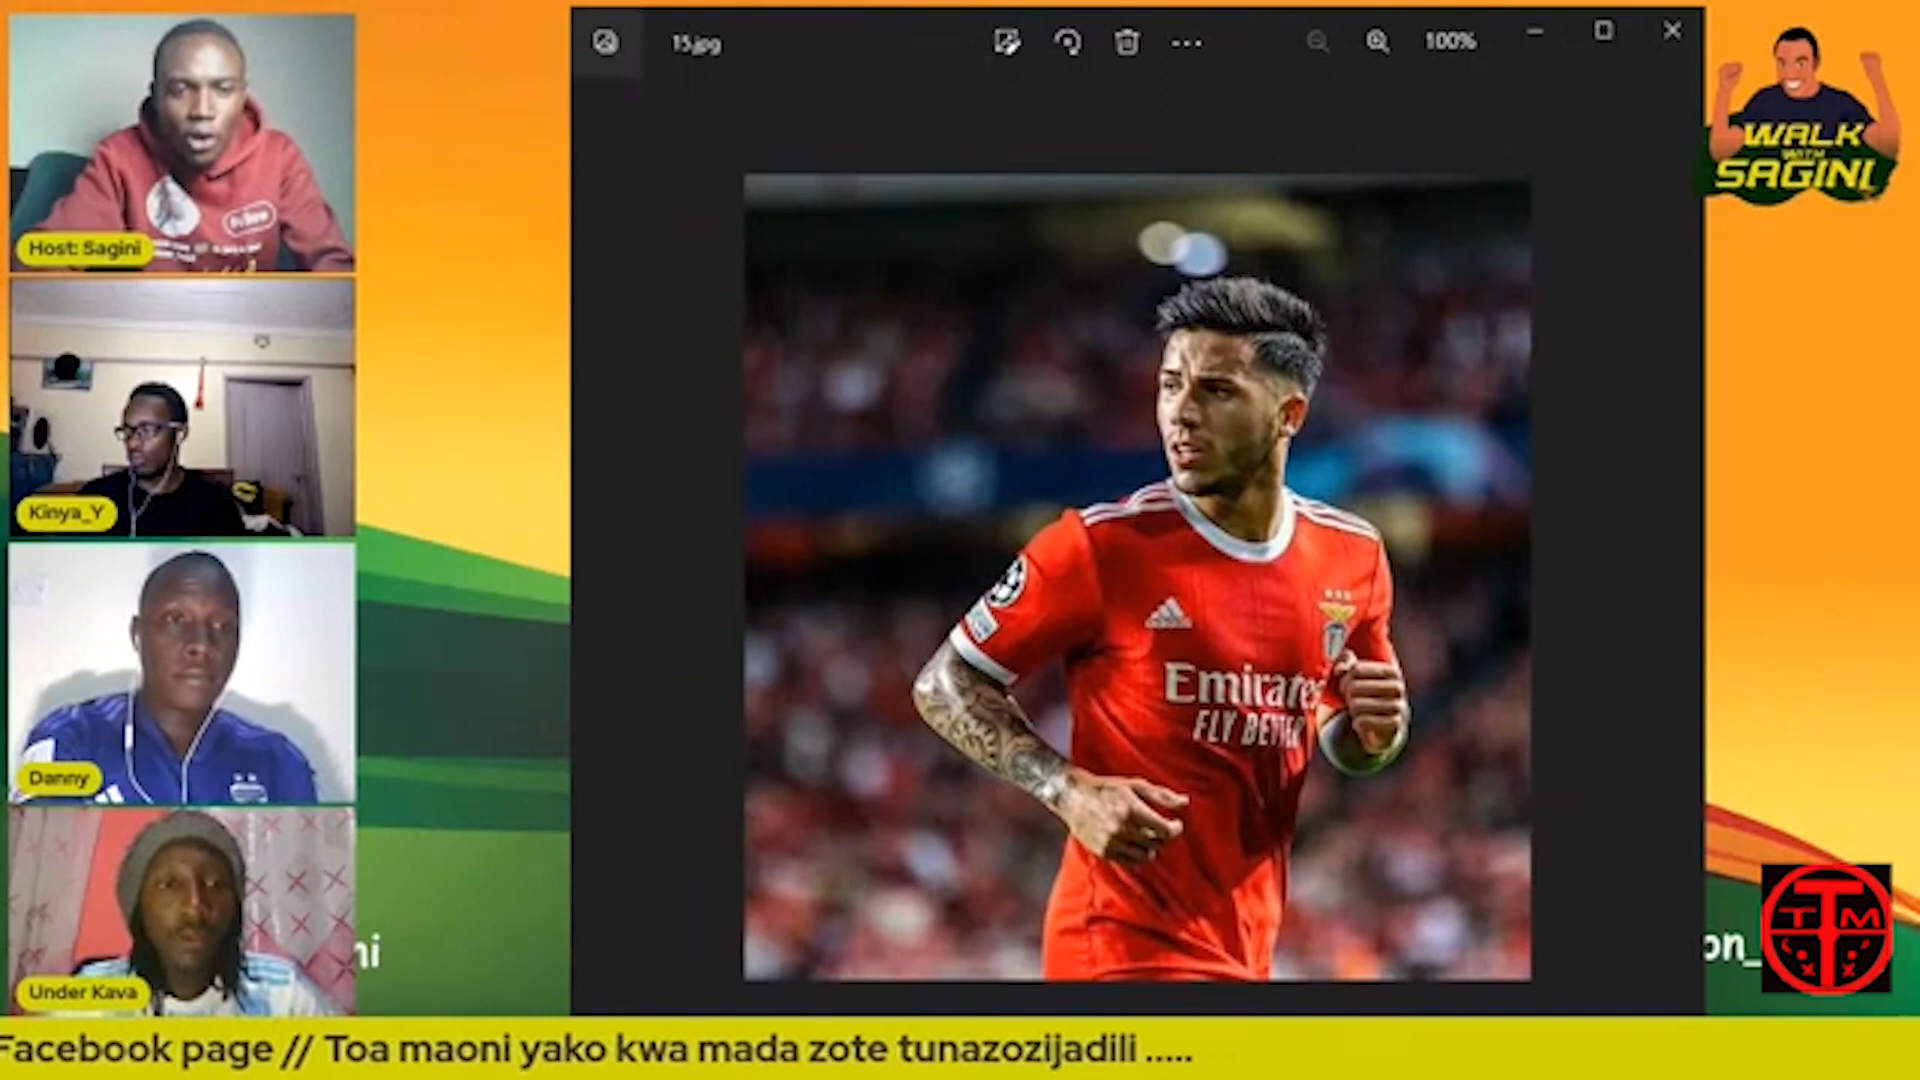 15.jpg
100%
WALK
WITH
SAGINI
Host: Sagini
Kinya_Y
Danny
Under Kava
Emirates
FLY BETTER
ni
on_
T T M
Facebook page // Toa maoni yako kwa mada zote tunazozijadili .....